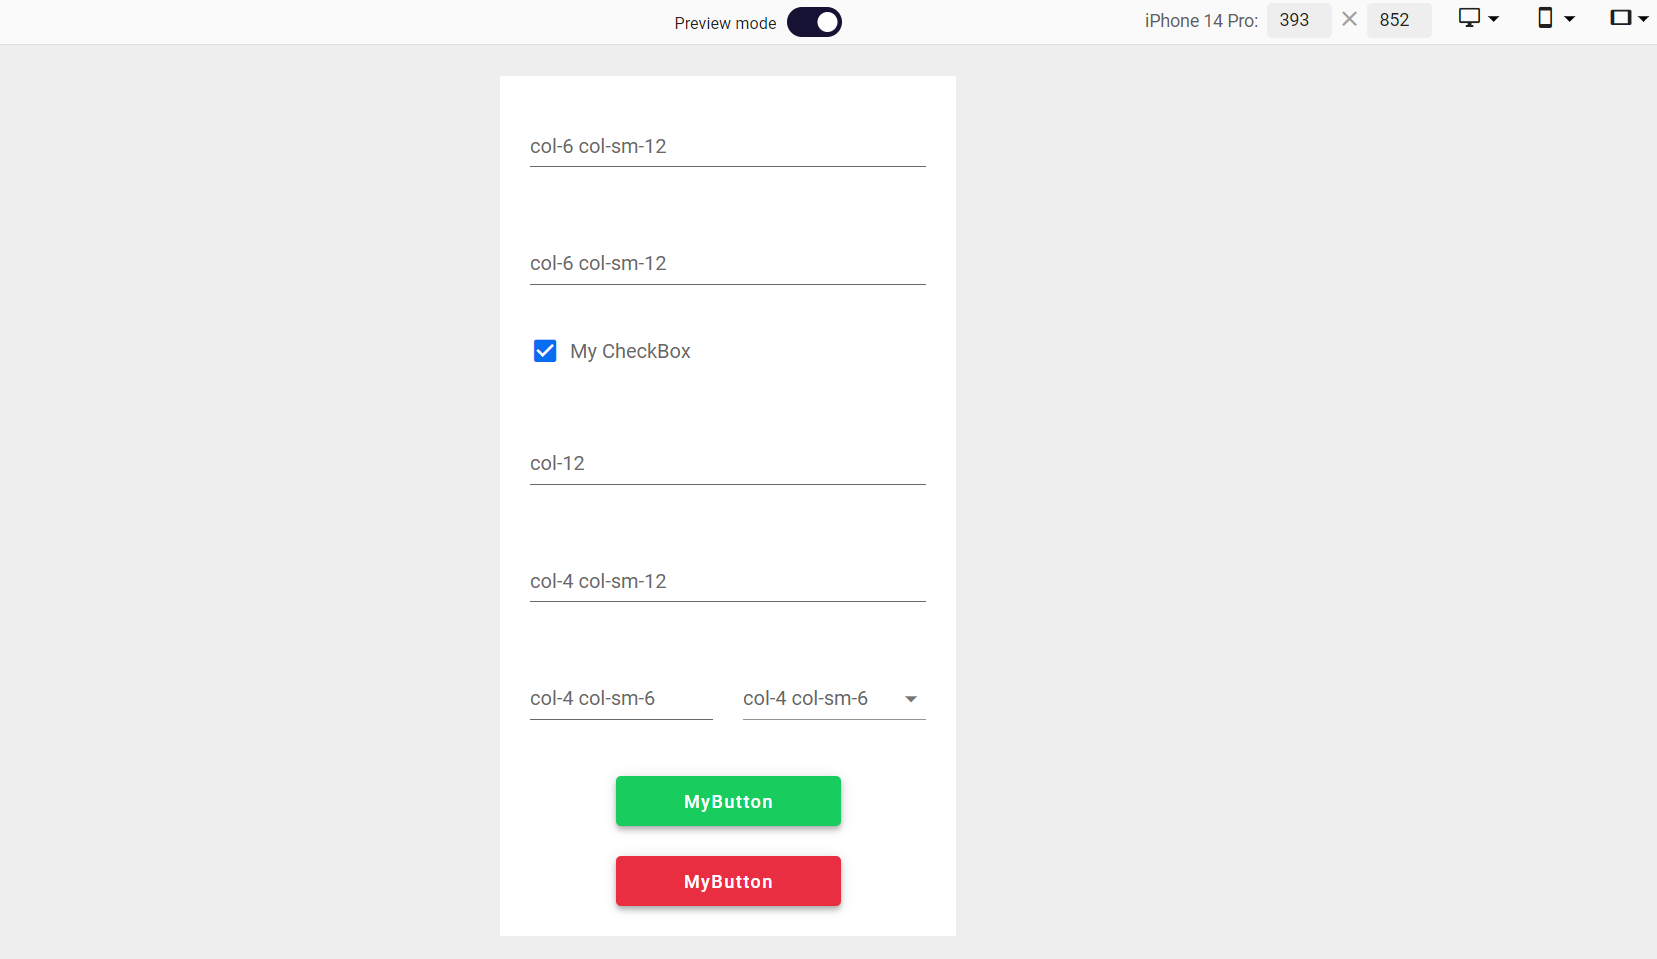 Preview mode
iPhone 14 Pro: 393 × 852
col-6 col-sm-12
col-6 col-sm-12
My CheckBox
col-12
col-4 col-sm-12
col-4 col-sm-6 col-4 col-sm-6
MyButton
MyButton